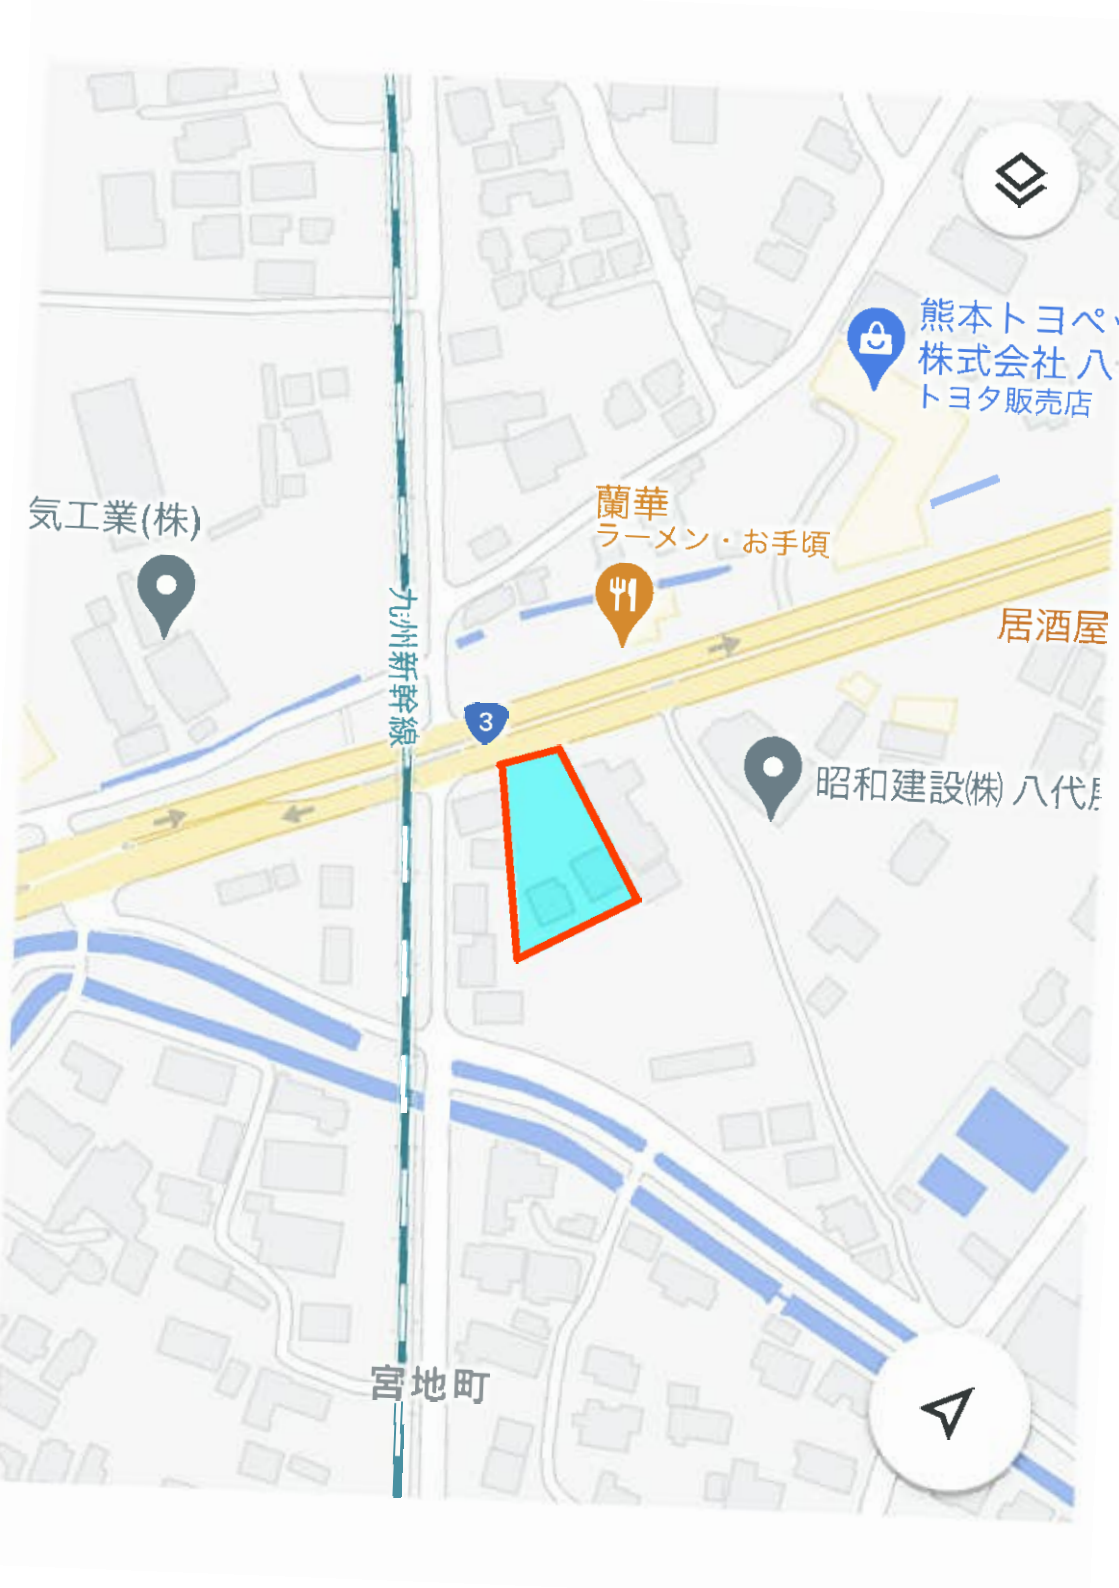 熊本トヨペッ
株式会社 八
トヨタ販売店
蘭華
ラーメン・お手頃
気工業(株)
九州新幹線
居酒屋
3
昭和建設㈱ 八代
宮地町